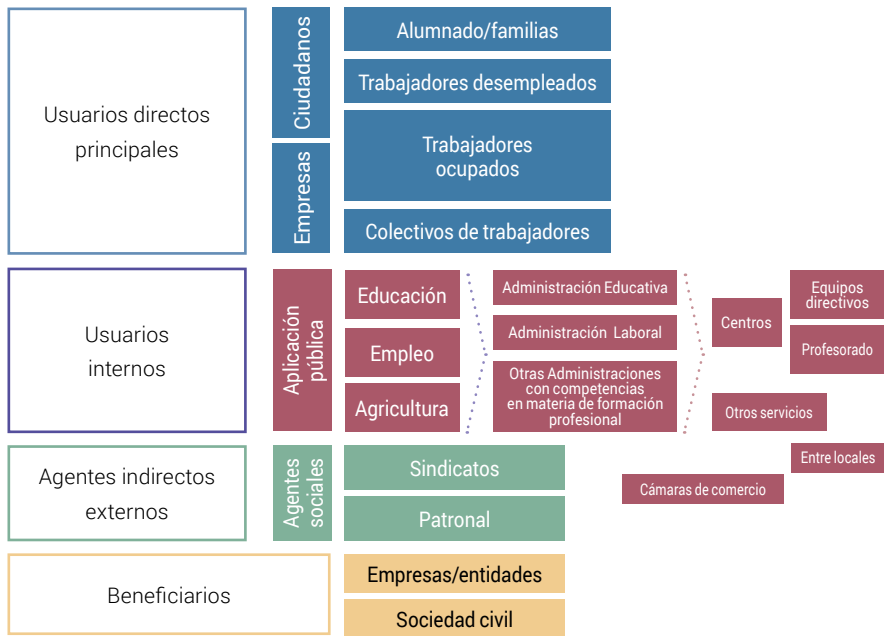 Usuarios directos
principales
Ciudadanos
Empresas
Alumnado/familias
Trabajadores desempleados
Trabajadores
ocupados
Colectivos de trabajadores
Usuarios
internos
Aplicación
pública
Educación
Empleo
Agricultura
Administración Educativa
Administración Laboral
Otras Administraciones
con competencias
en materia de formación
profesional
Centros
Equipos
directivos
Profesorado
Otros servicios
Entre locales
Cámaras de comercio
Agentes indirectos
externos
Agentes
sociales
Sindicatos
Patronal
Beneficiarios
Empresas/entidades
Sociedad civil